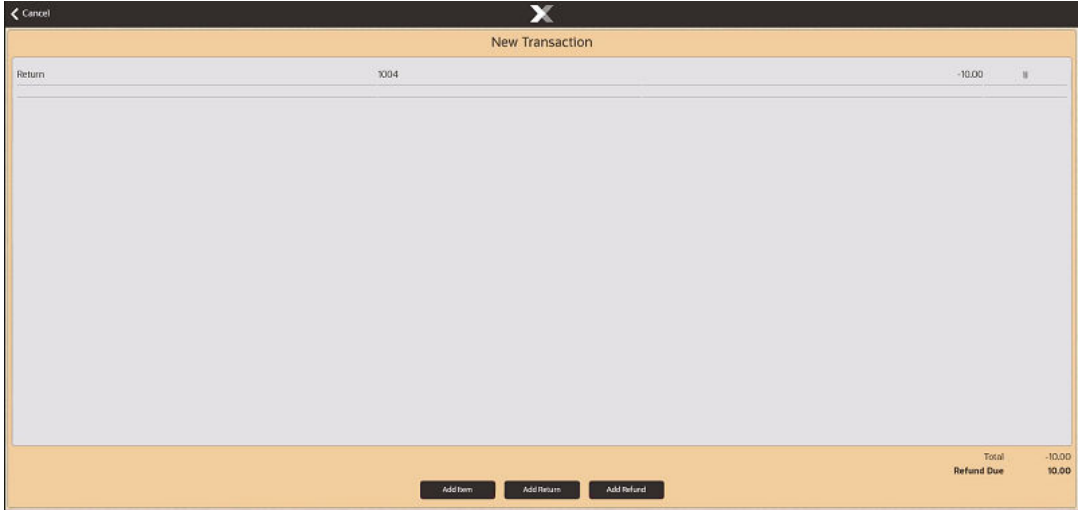 Cancel
New Transaction
Return 1004 -10.00
Total -10.00
Refund Due 10.00
Add Item Add Return Add Refund